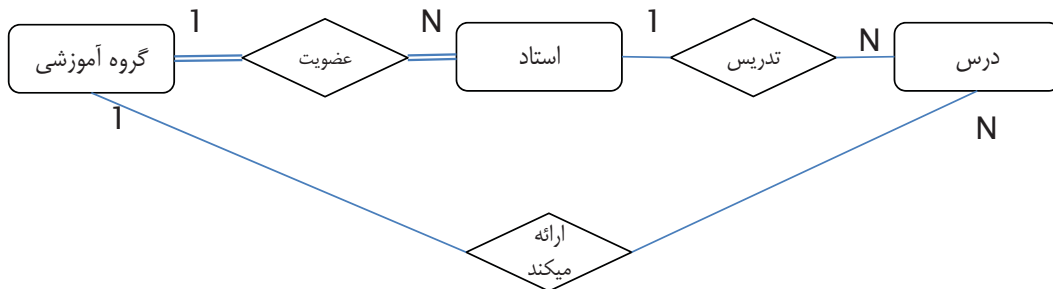 1
N
1
N
گروه آموزشی
عضویت
استاد
تدریس
درس
1
N
ارائه
میکند